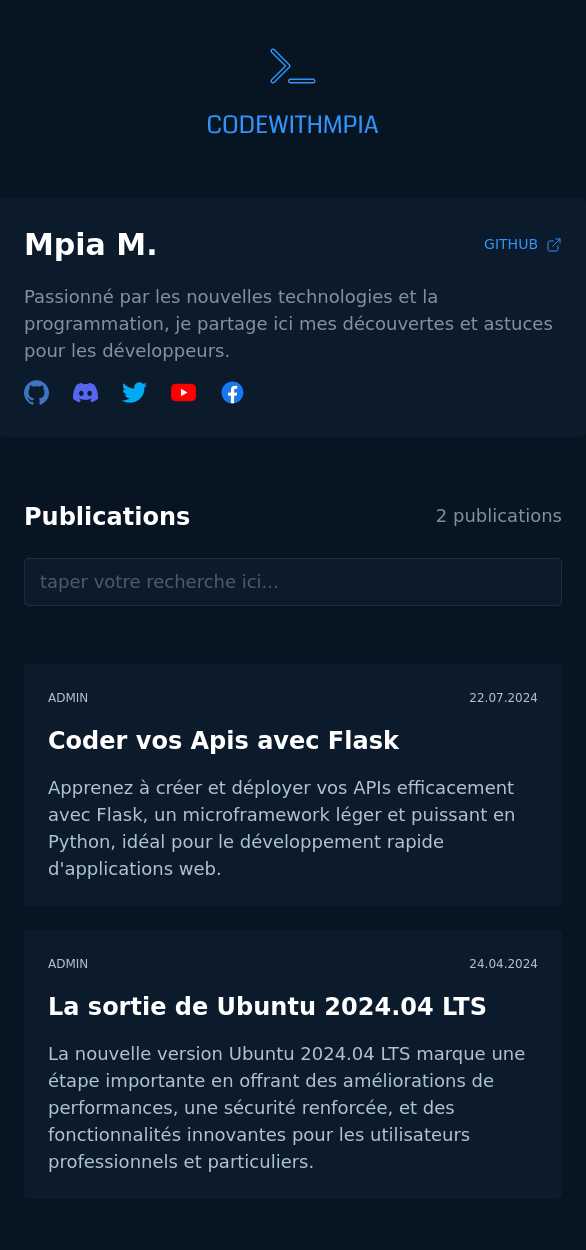 CODEWITHMPIA
Mpia M.
GITHUB
Passionné par les nouvelles technologies et la
programmation, je partage ici mes découvertes et astuces
pour les développeurs.
Publications
2 publications
taper votre recherche ici...
ADMIN
22.07.2024
Coder vos Apis avec Flask
Apprenez à créer et déployer vos APIs efficacement
avec Flask, un microframework léger et puissant en
Python, idéal pour le développement rapide
d'applications web.
ADMIN
24.04.2024
La sortie de Ubuntu 2024.04 LTS
La nouvelle version Ubuntu 2024.04 LTS marque une
étape importante en offrant des améliorations de
performances, une sécurité renforcée, et des
fonctionnalités innovantes pour les utilisateurs
professionnels et particuliers.